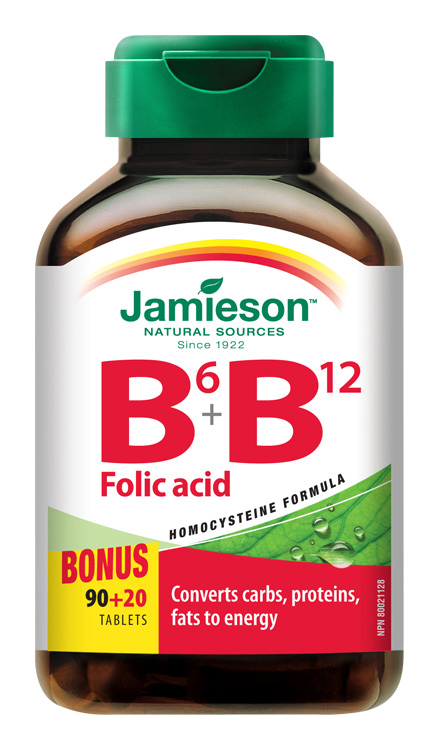 Jamieson™
NATURAL SOURCES
Since 1922
B6 + B12
Folic acid
HOMOCYSTEINE FORMULA
BONUS
90+20
TABLETS
Converts carbs, proteins,
fats to energy
NPN 80021128